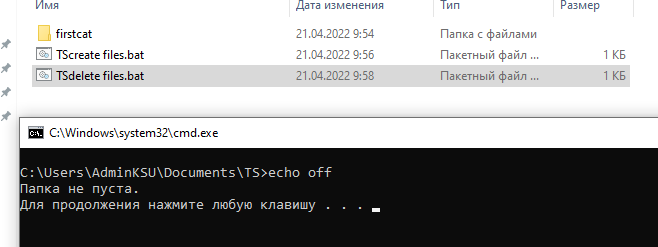 Имя Дата изменения Тип Размер
firstcat 21.04.2022 9:54 Папка с файлами
TScreate files.bat 21.04.2022 9:56 Пакетный файл ... 1 КБ
TSdelete files.bat 21.04.2022 9:58 Пакетный файл ... 1 КБ
C:\Windows\system32\cmd.exe
C:\Users\AdminKSU\Documents\TS>echo off
Папка не пуста.
Для продолжения нажмите любую клавишу . . .